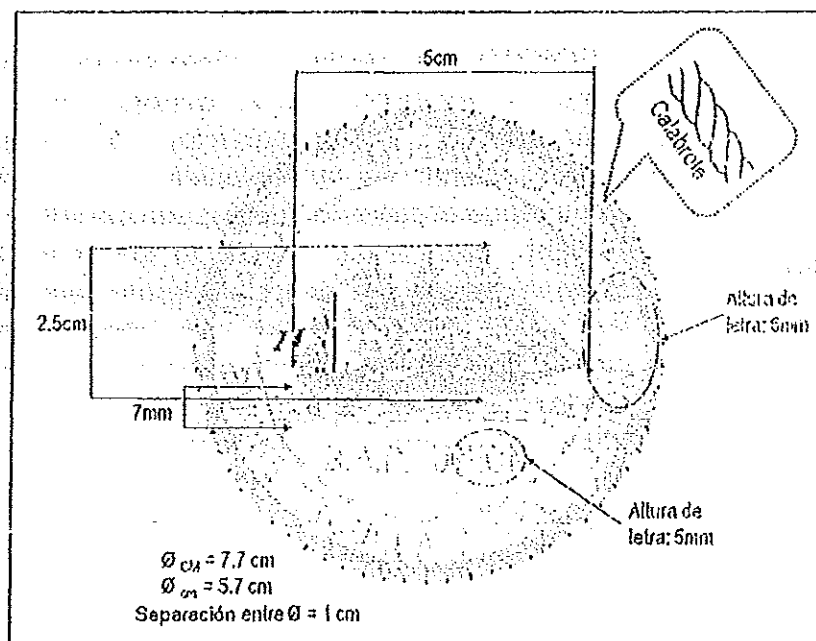 5cm
Calabrote
2.5cm
Altura de
letra: 6mm
7mm
Altura de
letra: 5mm
Ø CM = 7.7 cm
Ø cm = 5.7 cm
Separación entre Ø = 1 cm